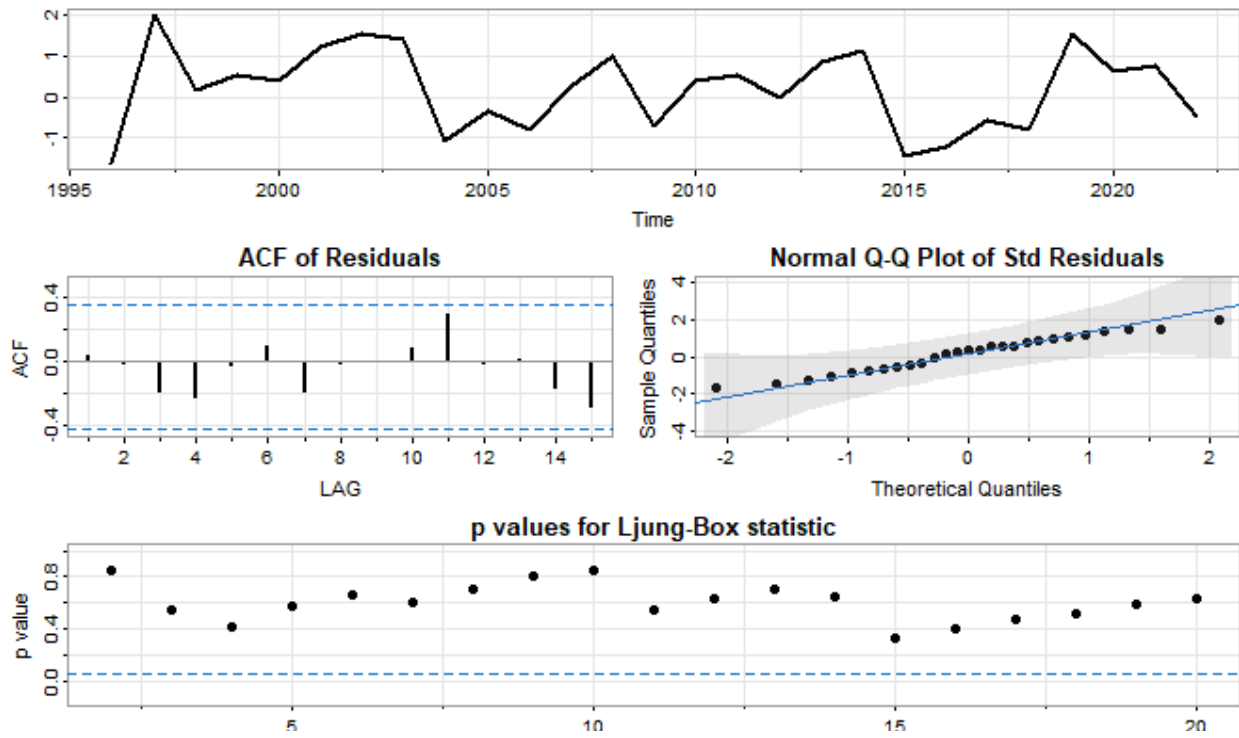 2
1
0
-1
1995 2000 2005 2010 2015 2020
Time
ACF of Residuals
0.4
0.0
-0.4
ACF
2 4 6 8 10 12 14
LAG
Normal Q-Q Plot of Std Residuals
4
2
0
-2
-4
Sample Quantiles
-2 -1 0 1 2
Theoretical Quantiles
p values for Ljung-Box statistic
0.8
0.4
0.0
p value
5 10 15 20